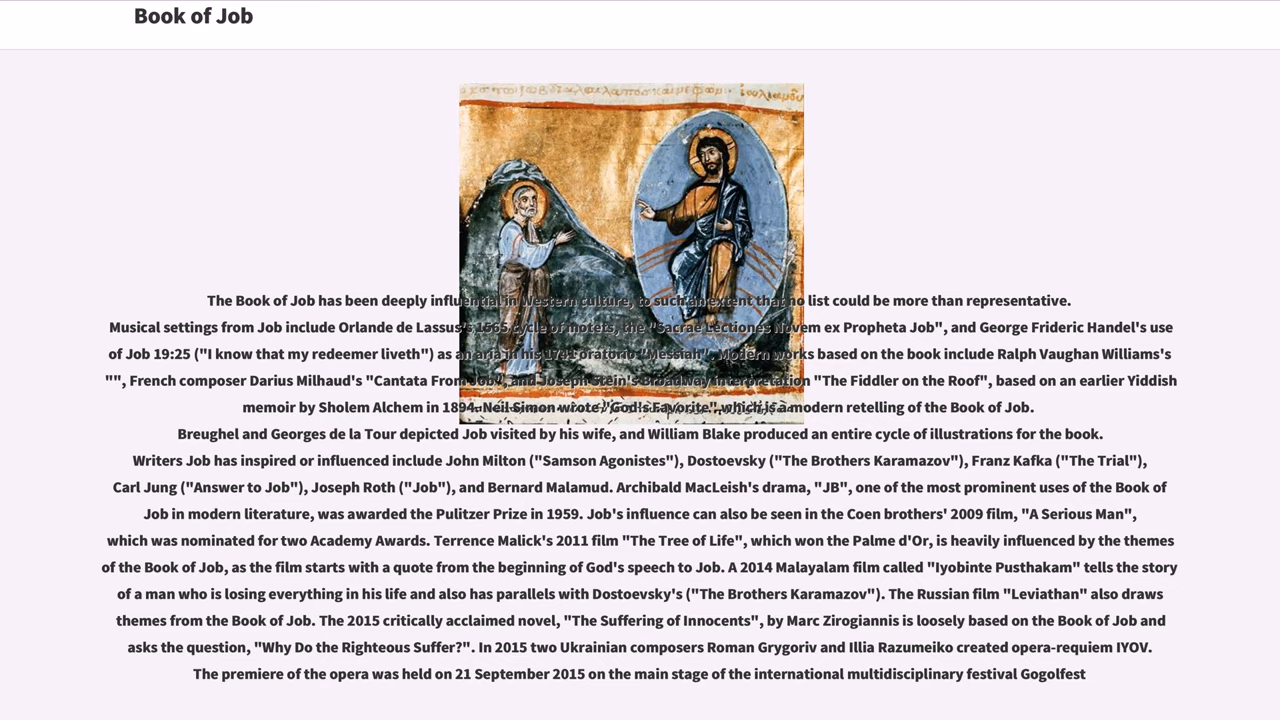 Book of Job
The Book of Job has been deeply influential in Western culture, to such an extent that no list could be more than representative.
Musical settings from Job include Orlande de Lassus's 1565 cycle of motets, the "Sacrae Lectiones Novem ex Propheta Job", and George Frideric Handel's use
of Job 19:25 ("I know that my redeemer liveth") as an aria in his 1741 oratorio "Messiah". Modern works based on the book include Ralph Vaughan Williams's
"", French composer Darius Milhaud's "Cantata From Job", and Joseph Stein's BroadWay interpretation "The Fiddler on the Roof", based on an earlier Yiddish
memoir by Sholem Alchem in 1894. Neil Simon wrote "God's Favorite", which is a modern retelling of the Book of Job.
Breughel and Georges de la Tour depicted Job visited by his wife, and William Blake produced an entire cycle of illustrations for the book.
Writers Job has inspired or influenced include John Milton ("Samson Agonistes"), Dostoevsky ("The Brothers Karamazov"), Franz Kafka ("The Trial"),
Carl Jung ("Answer to Job"), Joseph Roth ("Job"), and Bernard Malamud. Archibald MacLeish's drama, "JB", one of the most prominent uses of the Book of
Job in modern literature, was awarded the Pulitzer Prize in 1959. Job's influence can also be seen in the Coen brothers' 2009 film, "A Serious Man",
which was nominated for two Academy Awards. Terrence Malick's 2011 film "The Tree of Life", which won the Palme d'Or, is heavily influenced by the themes
of the Book of Job, as the film starts with a quote from the beginning of God's speech to Job. A 2014 Malayalam film called "Iyobinte Pusthakam" tells the story
of a man who is losing everything in his life and also has parallels with Dostoevsky's ("The Brothers Karamazov"). The Russian film "Leviathan" also draws
themes from the Book of Job. The 2015 critically acclaimed novel, "The Suffering of Innocents", by Marc Zirogiannis is loosely based on the Book of Job and
asks the question, "Why Do the Righteous Suffer?". In 2015 two Ukrainian composers Roman Grygoriv and Illia Razumeiko created opera-requiem IYOV.
The premiere of the opera was held on 21 September 2015 on the main stage of the international multidisciplinary festival Gogolfest